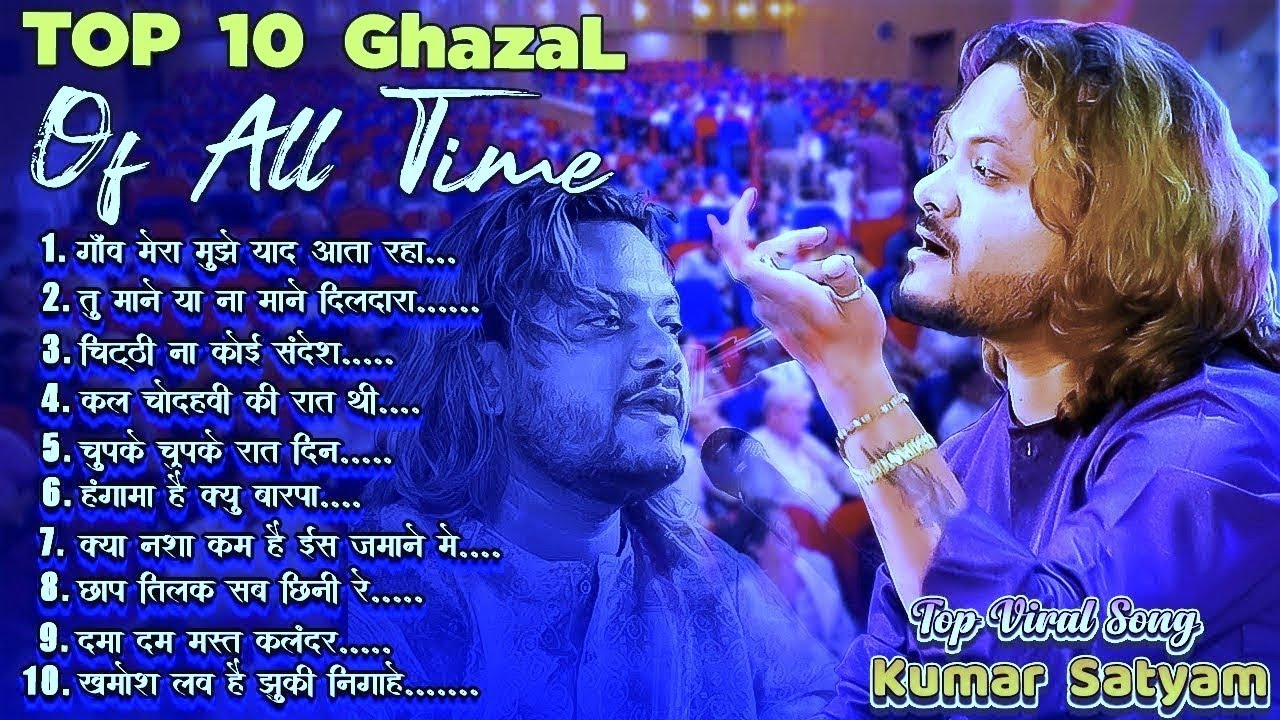 TOP 10 GhazaL
Of All Time
1. गाँव मेरा मुझे याद आता रहा...
2. तु माने या ना माने दिलदारा......
3. चिट्ठी ना कोई संदेश.....
4. कल चोदहवी की रात थी....
5. चुपके चुपके रात दिन.....
6. हंगामा है क्यु बारपा....
7. क्या नशा कम है ईस जमाने मे....
8. छाप तिलक सब छिनी रे.....
9. दमा दम मस्त कलंदर.....
10. खमोश लव है झुकी निगाहे.......
Top Viral Song
Kumar Satyam